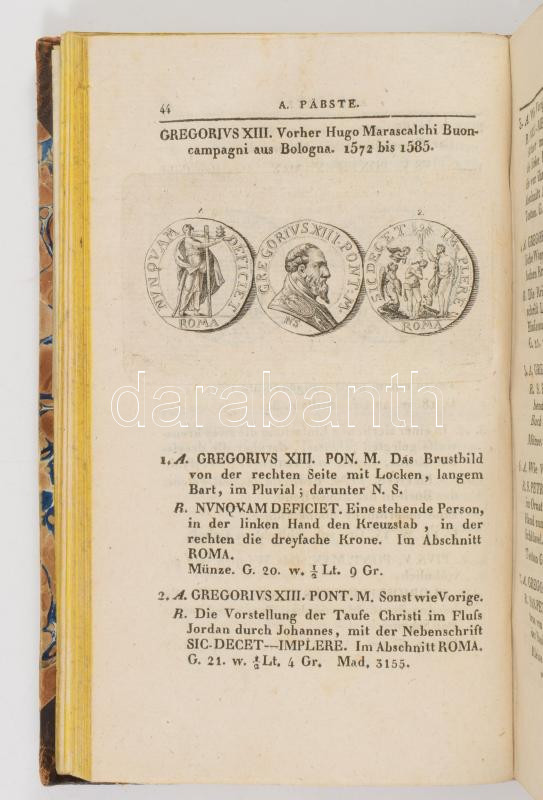 44
A. PÄBSTE.
GREGORIVS XIII. Vorher Hugo Marascalchi Buon-
campagni aus Bologna. 1572 bis 1585.
1.
2.
NVNQVAM DEFICIET
ROMA
GREGORIVS XIII PONT. M.
NS
SIC DECET IMPLERE
ROMA
darabanth
1. A. GREGORIVS XIII. PON. M. Das Brustbild
von der rechten Seite mit Locken, langem
Bart, im Pluvial; darunter N. S.
R. NVNQVAM DEFICIET. Eine stehende Person,
in der linken Hand den Kreuzstab, in der
rechten die dreyfache Krone. Im Abschnitt
ROMA.
Münze. G. 20. w. ½ Lt. 9 Gr.
2. A. GREGORIVS XIII. PONT. M. Sonst wie Vorige.
R. Die Vorstellung der Taufe Christi im Fluſs
Jordan durch Johannes, mit der Nebenschrift
SIC DECET—IMPLERE. Im Abschnitt ROMA.
G. 21. w. ½ Lt. 4 Gr. Mad. 3155.